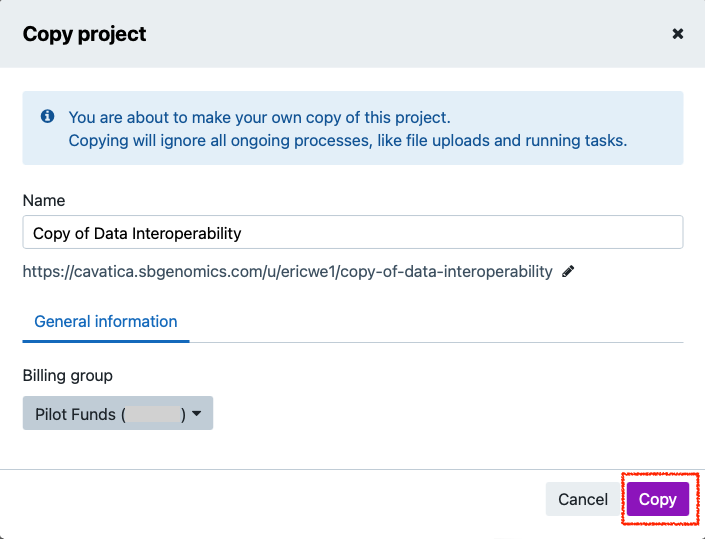 Copy project
You are about to make your own copy of this project.
Copying will ignore all ongoing processes, like file uploads and running tasks.
Name
Copy of Data Interoperability
https://cavatica.sbgenomics.com/u/ericwe1/copy-of-data-interoperability
General information
Billing group
Pilot Funds ( )
Cancel Copy